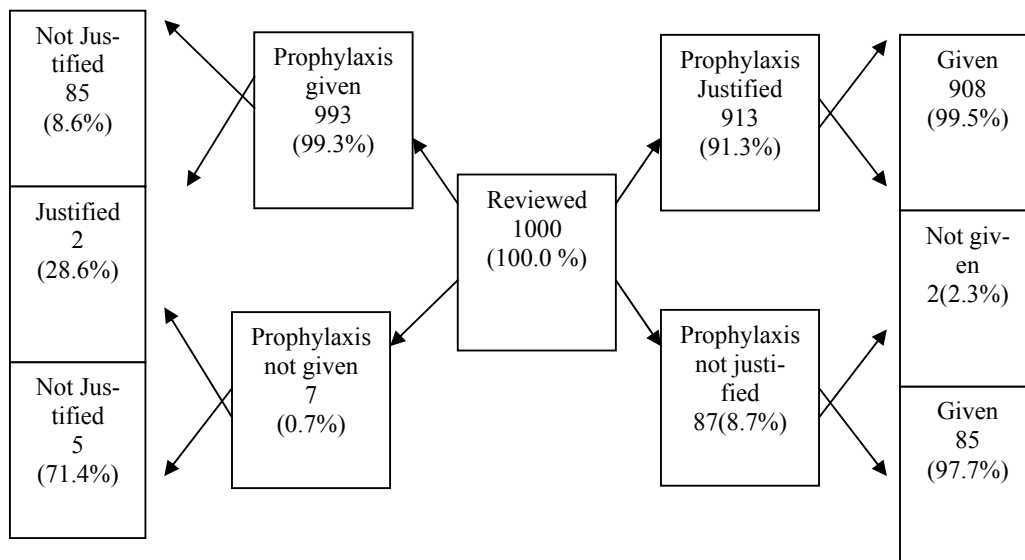 Not Jus-
tified
85
(8.6%)
Justified
2
(28.6%)
Not Jus-
tified
5
(71.4%)
Prophylaxis
given
993
(99.3%)
Prophylaxis
not given
7
(0.7%)
Reviewed
1000
(100.0 %)
Prophylaxis
Justified
913
(91.3%)
Prophylaxis
not justi-
fied
87(8.7%)
Given
908
(99.5%)
Not giv-
en
2(2.3%)
Given
85
(97.7%)